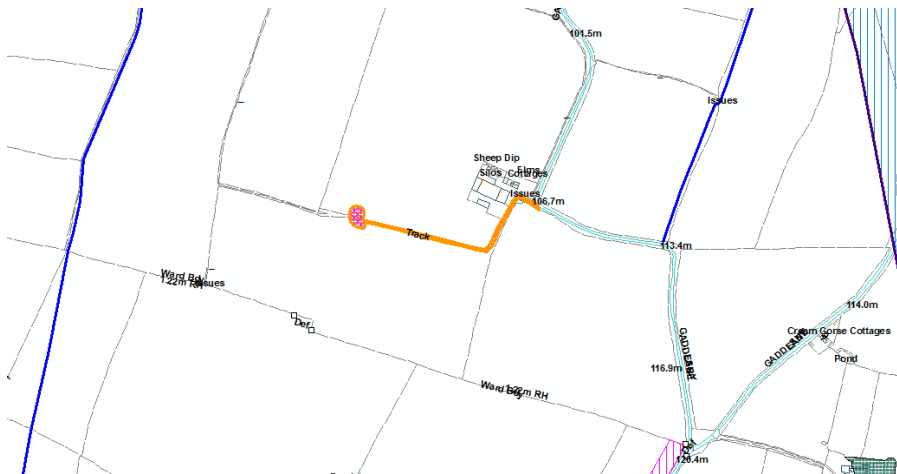 101.5m
Issues
Sheep Dip
Elms
Silos Cottages
Issues
106.7m
Track
113.4m
Ward Bdy
1.22m RH
Issues
114.0m
Def
Cream Gorse Cottages
GADDESBY
Pond
116.9m
Ward Bdy
1.22m RH
120.4m